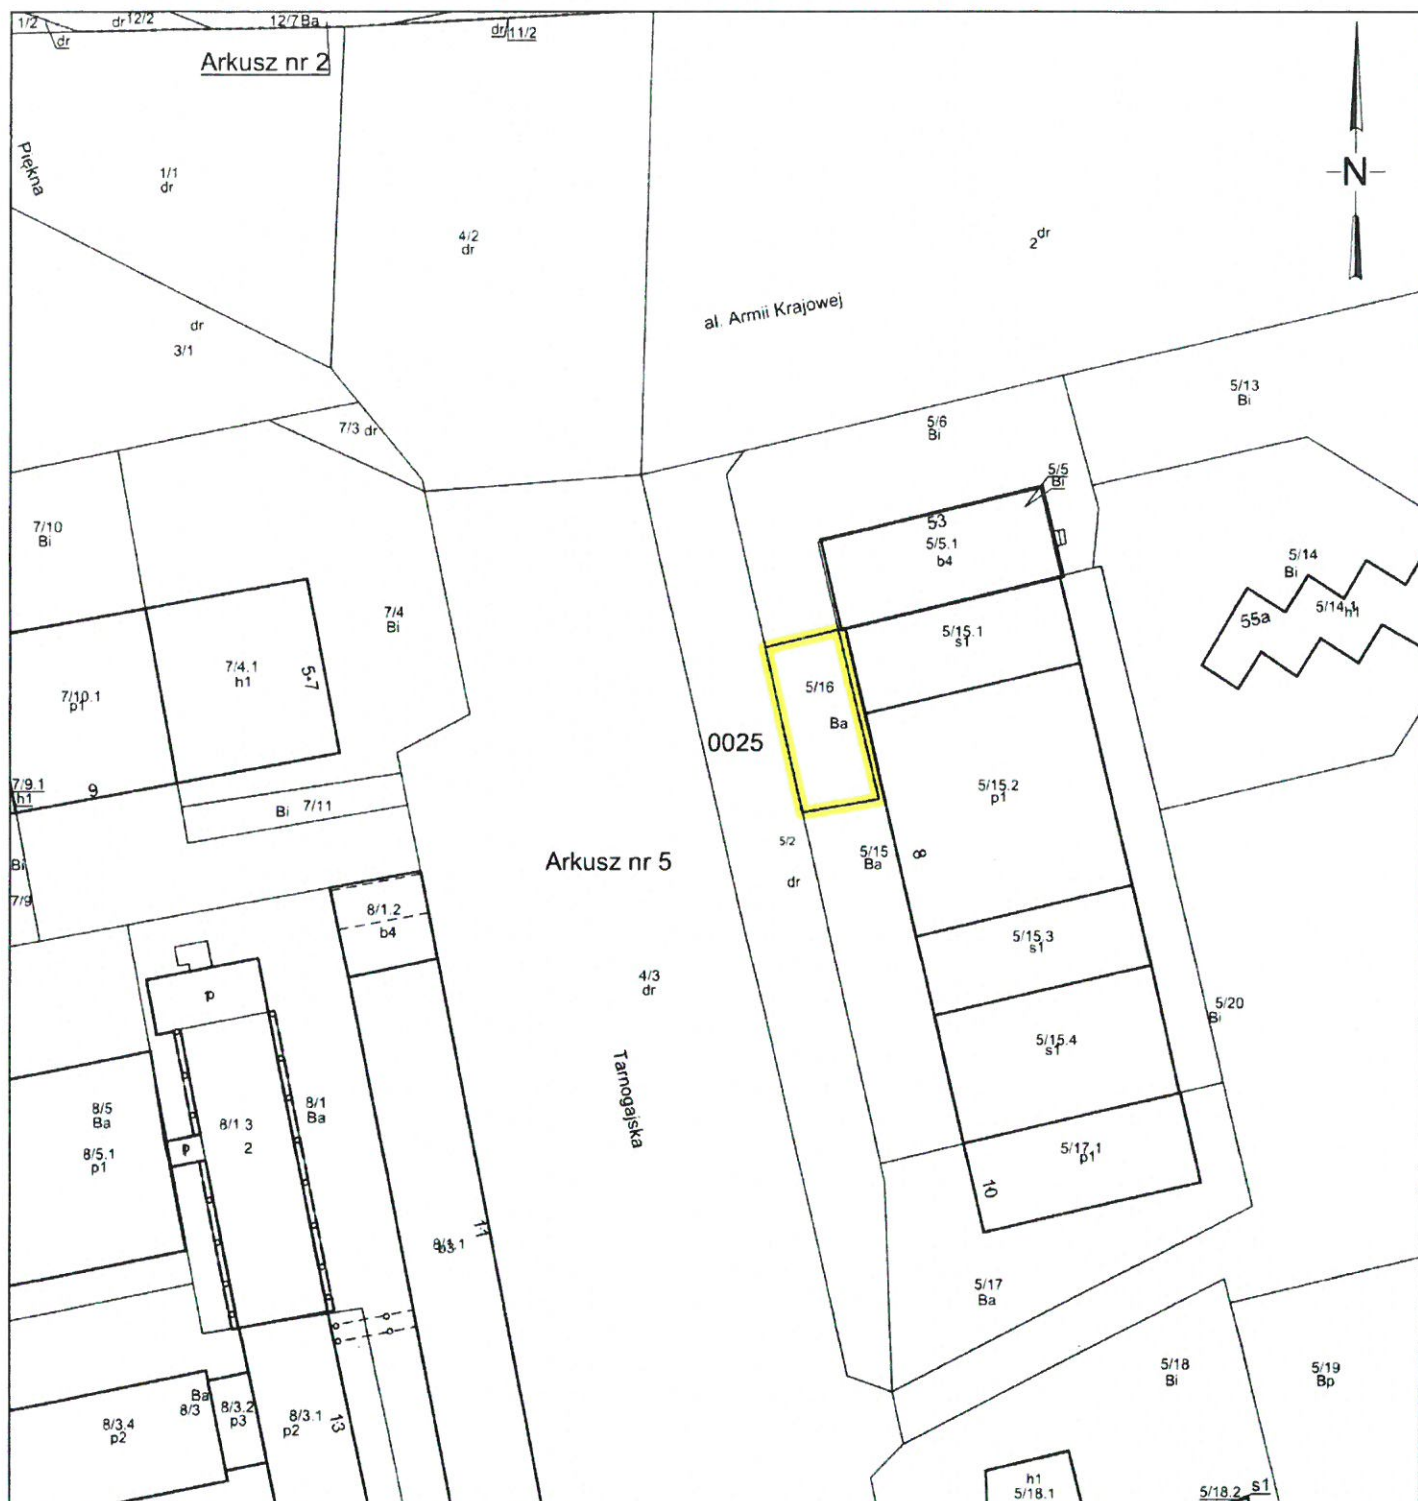 1/2
dr
dr 12/2
12/7 Ba
dr 11/2
Arkusz nr 2
Piękna
1/1
dr
4/2
dr
2 dr
N
al. Armii Krajowej
dr
3/1
7/3 dr
5/6
Bi
5/13
Bi
5/5
Bi
53
5/5.1
b4
7/10
Bi
7/4
Bi
5/14
Bi
5/14.1
h1
55a
5/15.1
s1
7/4.1
h1
5-7
7/10.1
p1
5/16
Ba
0025
7/9.1
h1
9
Bi 7/11
5/15.2
p1
5/2
dr
5/15
Ba
8
Arkusz nr 5
Bi
7/9
8/1.2
b4
5/15.3
s1
4/3
dr
p
5/20
Bi
5/15.4
s1
Tarnogajska
8/5
Ba
8/5.1
p1
8/1.3
2
8/1
Ba
p
5/17.1
p1
10
11
5/17
Ba
5/18
Bi
5/19
Bp
Ba
8/3
8/3.2
p3
8/3.1
p2
13
8/3.4
p2
h1
5/18.1
5/18.2
s1